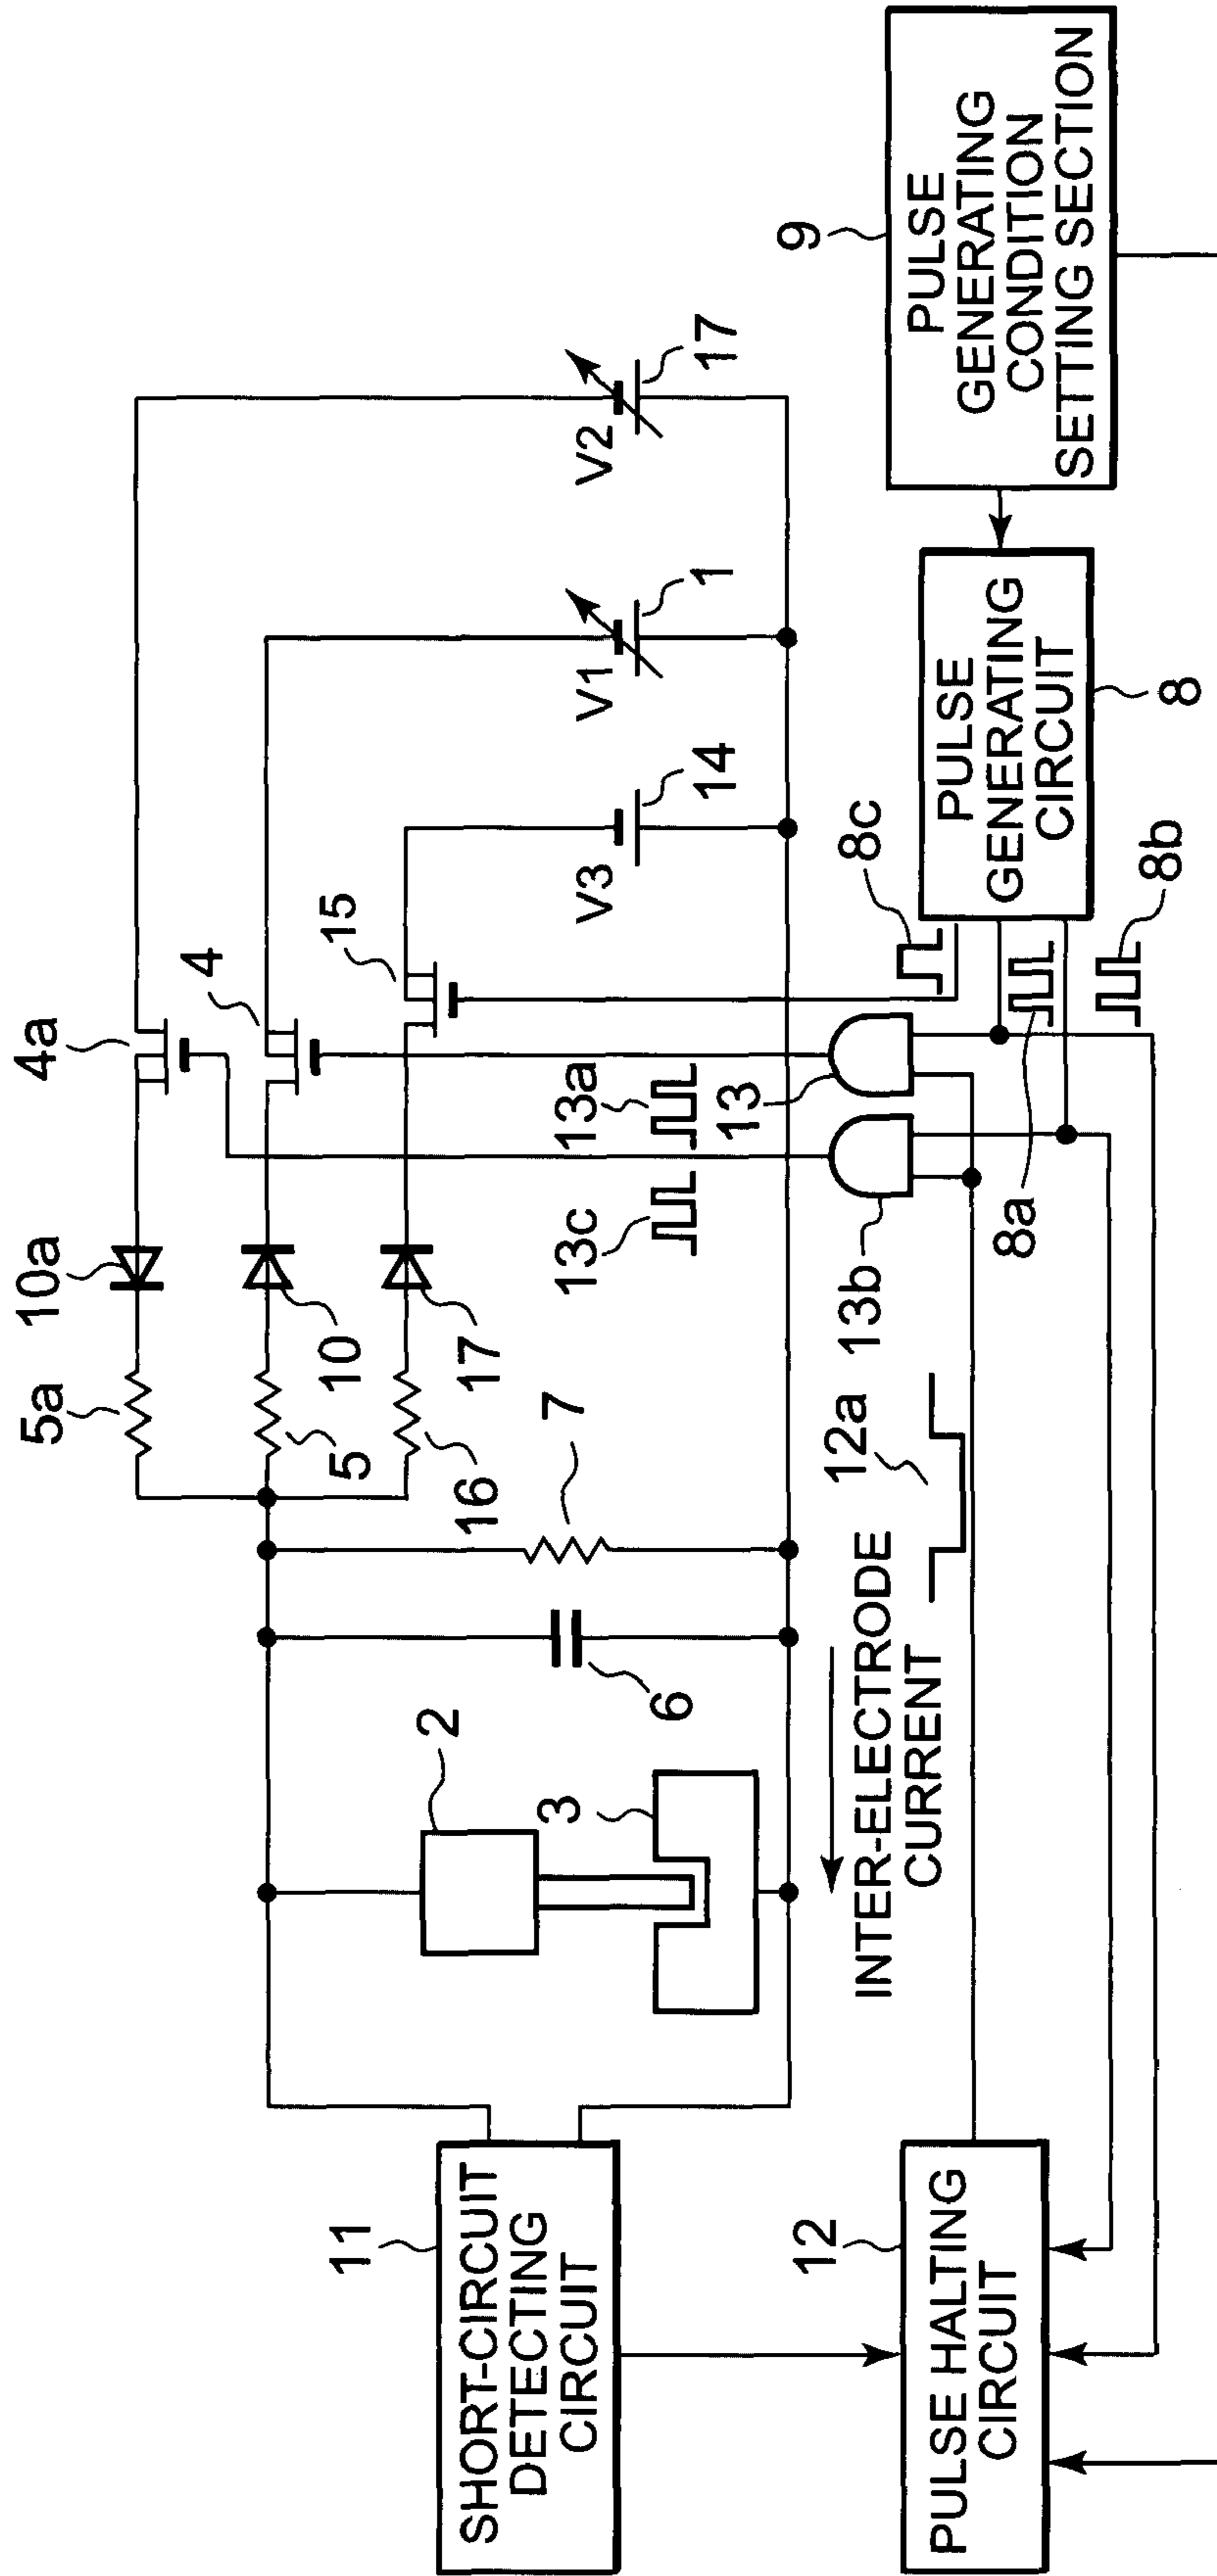 5a
10a
4a
5
10
4
16
17
15
7
V3
14
V1
1
V2
17
6
2
3
11
SHORT-CIRCUIT
DETECTING
CIRCUIT
13c
13a
13
13b
8c
8a
8b
INTER-ELECTRODE
CURRENT
12a
12
PULSE HALTING
CIRCUIT
PULSE
GENERATING
CIRCUIT
8
9
PULSE
GENERATING
CONDITION
SETTING SECTION